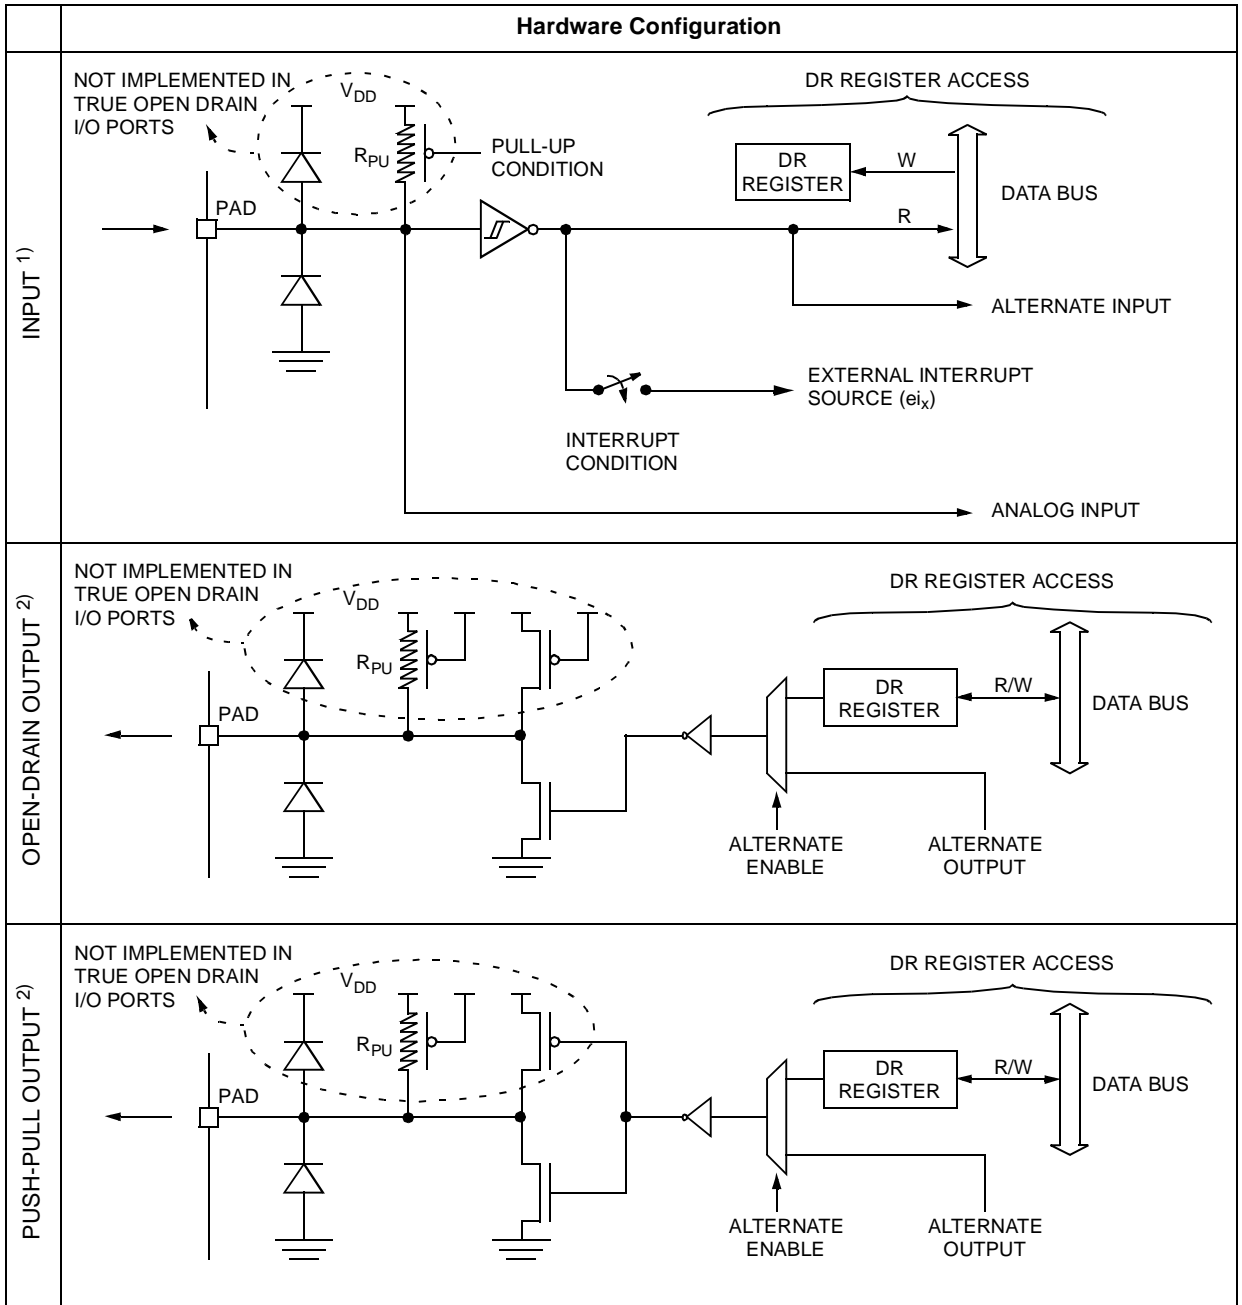 Hardware Configuration
INPUT 1)
NOT IMPLEMENTED IN
TRUE OPEN DRAIN
I/O PORTS
VDD
RPU
PULL-UP
CONDITION
PAD
DR REGISTER ACCESS
DR
REGISTER
W
R
DATA BUS
ALTERNATE INPUT
EXTERNAL INTERRUPT
SOURCE (eix)
INTERRUPT
CONDITION
ANALOG INPUT
OPEN-DRAIN OUTPUT 2)
NOT IMPLEMENTED IN
TRUE OPEN DRAIN
I/O PORTS
VDD
RPU
PAD
DR REGISTER ACCESS
DR
REGISTER
R/W
DATA BUS
ALTERNATE
ENABLE
ALTERNATE
OUTPUT
PUSH-PULL OUTPUT 2)
NOT IMPLEMENTED IN
TRUE OPEN DRAIN
I/O PORTS
VDD
RPU
PAD
DR REGISTER ACCESS
DR
REGISTER
R/W
DATA BUS
ALTERNATE
ENABLE
ALTERNATE
OUTPUT